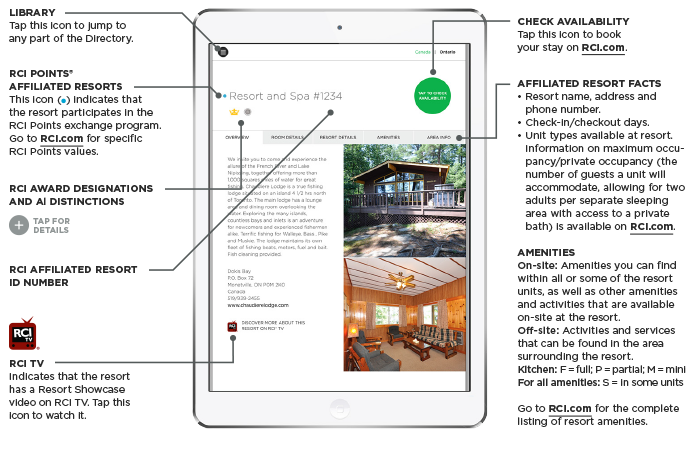 LIBRARY
Tap this icon to jump to
any part of the Directory.
RCI POINTS®
AFFILIATED RESORTS
This icon ( ) indicates that
the resort participates in the
RCI Points exchange program.
Go to RCI.com for specific
RCI Points values.
RCI AWARD DESIGNATIONS
AND AI DISTINCTIONS
+ TAP FOR
DETAILS
RCI AFFILIATED RESORT
ID NUMBER
RCI
TV
RCI TV
Indicates that the resort
has a Resort Showcase
video on RCI TV. Tap this
icon to watch it.
Canada | Ontario
Resort and Spa #1234
TAP TO CHECK
AVAILABILITY
OVERVIEW ROOM DETAILS RESORT DETAILS AMENITIES AREA INFO
We invite you to come and experience the
allure of the French River and Lake
Nipissing, together offering more than
1,000 square miles of water for great
fishing. Chaudiere Lodge is a true fishing
lodge situated on an island 4 1/2 hrs north
of Toronto. The main lodge has a lounge
and dining room overlooking the
water. Exploring the many islands,
countless bays and inlets is an adventure
for newcomers and experienced fishermen
alike. Terrific fishing for Walleye, Bass, Pike
and Muskie. The lodge maintains its own
fleet of fishing boats, motors, fuel and bait.
Fish cleaning provided.
Dokis Bay
P.O. Box 72
Monetville, ON P0M 2K0
Canada
519/939-2455
www.chaudierelodge.com
RCI
TV
DISCOVER MORE ABOUT THIS
RESORT ON RCI TV
CHECK AVAILABILITY
Tap this icon to book
your stay on RCI.com.
AFFILIATED RESORT FACTS
• Resort name, address and
phone number.
• Check-in/checkout days.
• Unit types available at resort.
Information on maximum occu-
pancy/private occupancy (the
number of guests a unit will
accommodate, allowing for two
adults per separate sleeping
area with access to a private
bath) is available on RCI.com.
AMENITIES
On-site: Amenities you can find
within all or some of the resort
units, as well as other amenities
and activities that are available
on-site at the resort.
Off-site: Activities and services
that can be found in the area
surrounding the resort.
Kitchen: F = full; P = partial; M = mini
For all amenities: S = in some units
Go to RCI.com for the complete
listing of resort amenities.